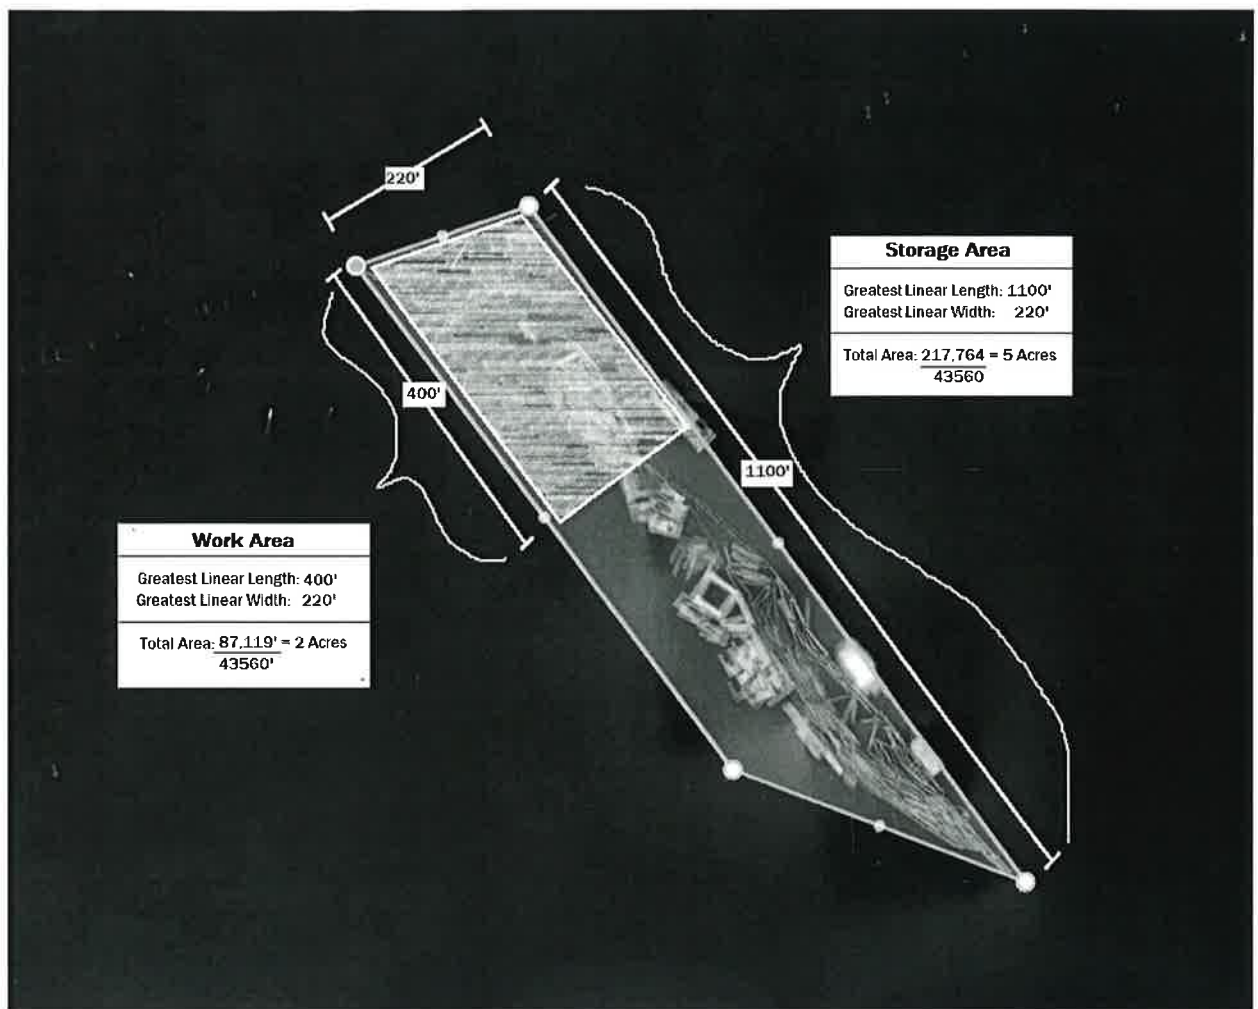 220'
Storage Area
Greatest Linear Length: 1100'
Greatest Linear Width: 220'
Total Area: 217,764 = 5 Acres
43560
400'
1100'
Work Area
Greatest Linear Length: 400'
Greatest Linear Width: 220'
Total Area: 87,119' = 2 Acres
43560'